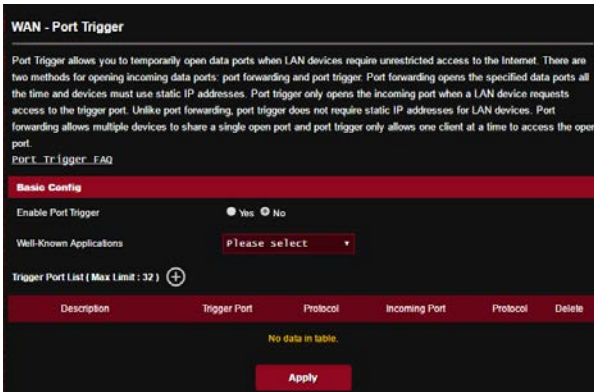 WAN - Port Trigger
Port Trigger allows you to temporarily open data ports when LAN devices require unrestricted access to the Internet. There are
two methods for opening incoming data ports: port forwarding and port trigger. Port forwarding opens the specified data ports all
the time and devices must use static IP addresses. Port trigger only opens the incoming port when a LAN device requests
access to the trigger port. Unlike port forwarding, port trigger does not require static IP addresses for LAN devices. Port
forwarding allows multiple devices to share a single open port and port trigger only allows one client at a time to access the open
port.
Port Trigger FAQ
Basic Config
Enable Port Trigger Yes No
Well-Known Applications Please select
Trigger Port List ( Max Limit : 32 )
Description Trigger Port Protocol Incoming Port Protocol Delete
No data in table.
Apply